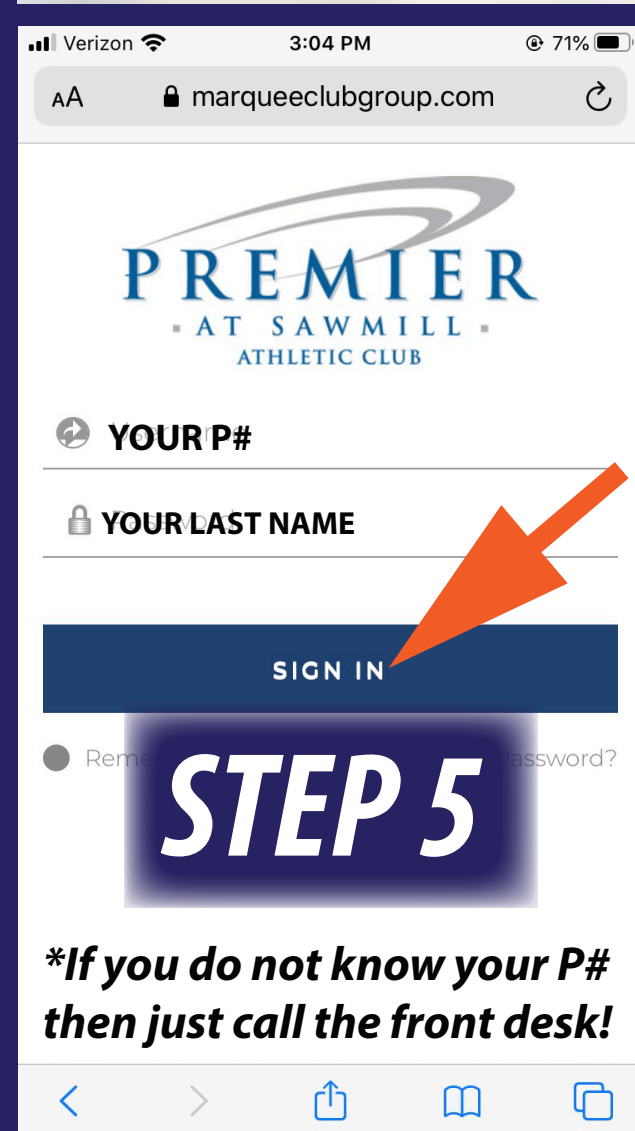 Verizon 3:04 PM 71%
AA marqueeclubgroup.com
PREMIER
AT SAWMILL
ATHLETIC CLUB
YOUR P#
YOUR LAST NAME
SIGN IN
STEP 5
*If you do not know your P#
then just call the front desk!